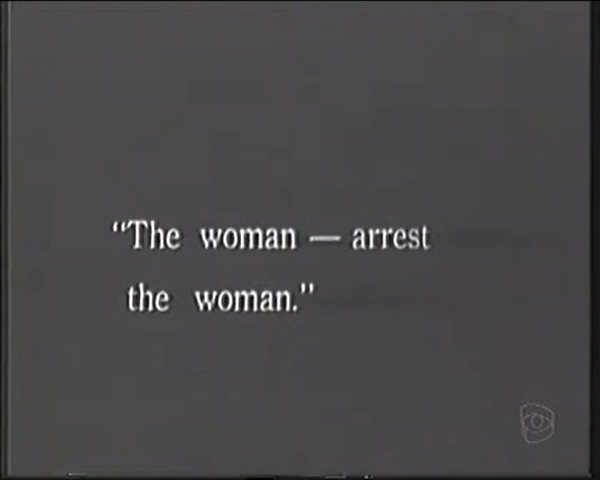 “The woman — arrest
the woman.”